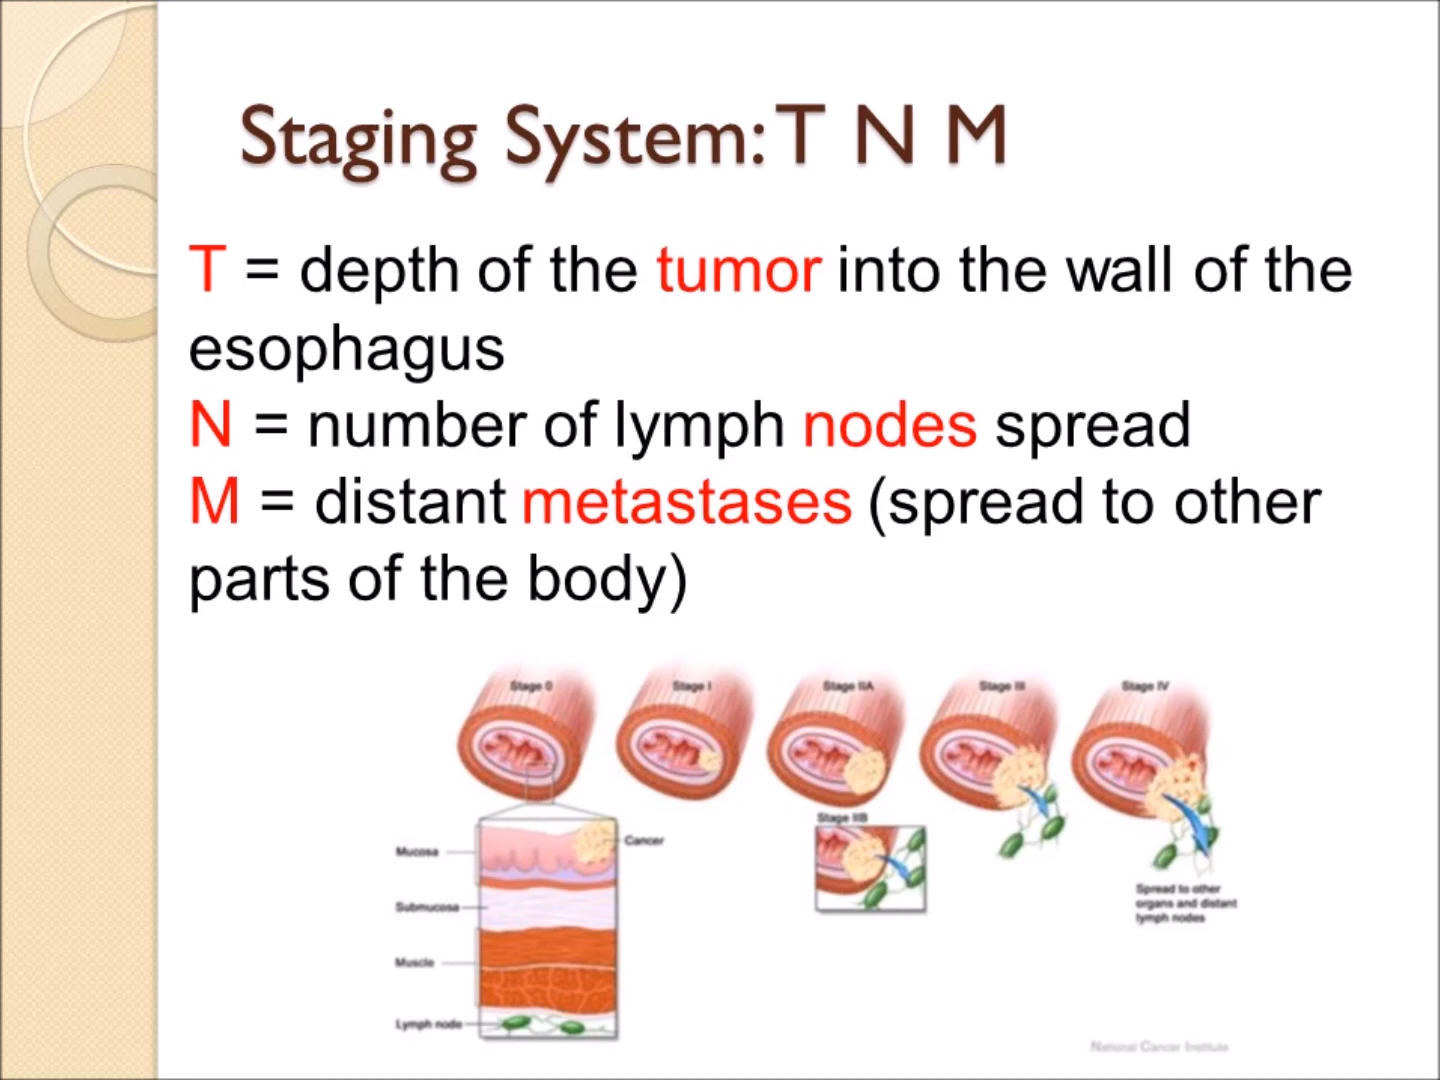 Staging System: T N M
T = depth of the tumor into the wall of the
esophagus
N = number of lymph nodes spread
M = distant metastases (spread to other
parts of the body)
Stage 0
Stage I
Stage IIA
Stage III
Stage IV
Stage IIB
Cancer
Mucosa
Submucosa
Muscle
Lymph node
Spread to other
organs and distant
lymph nodes
National Cancer Institute